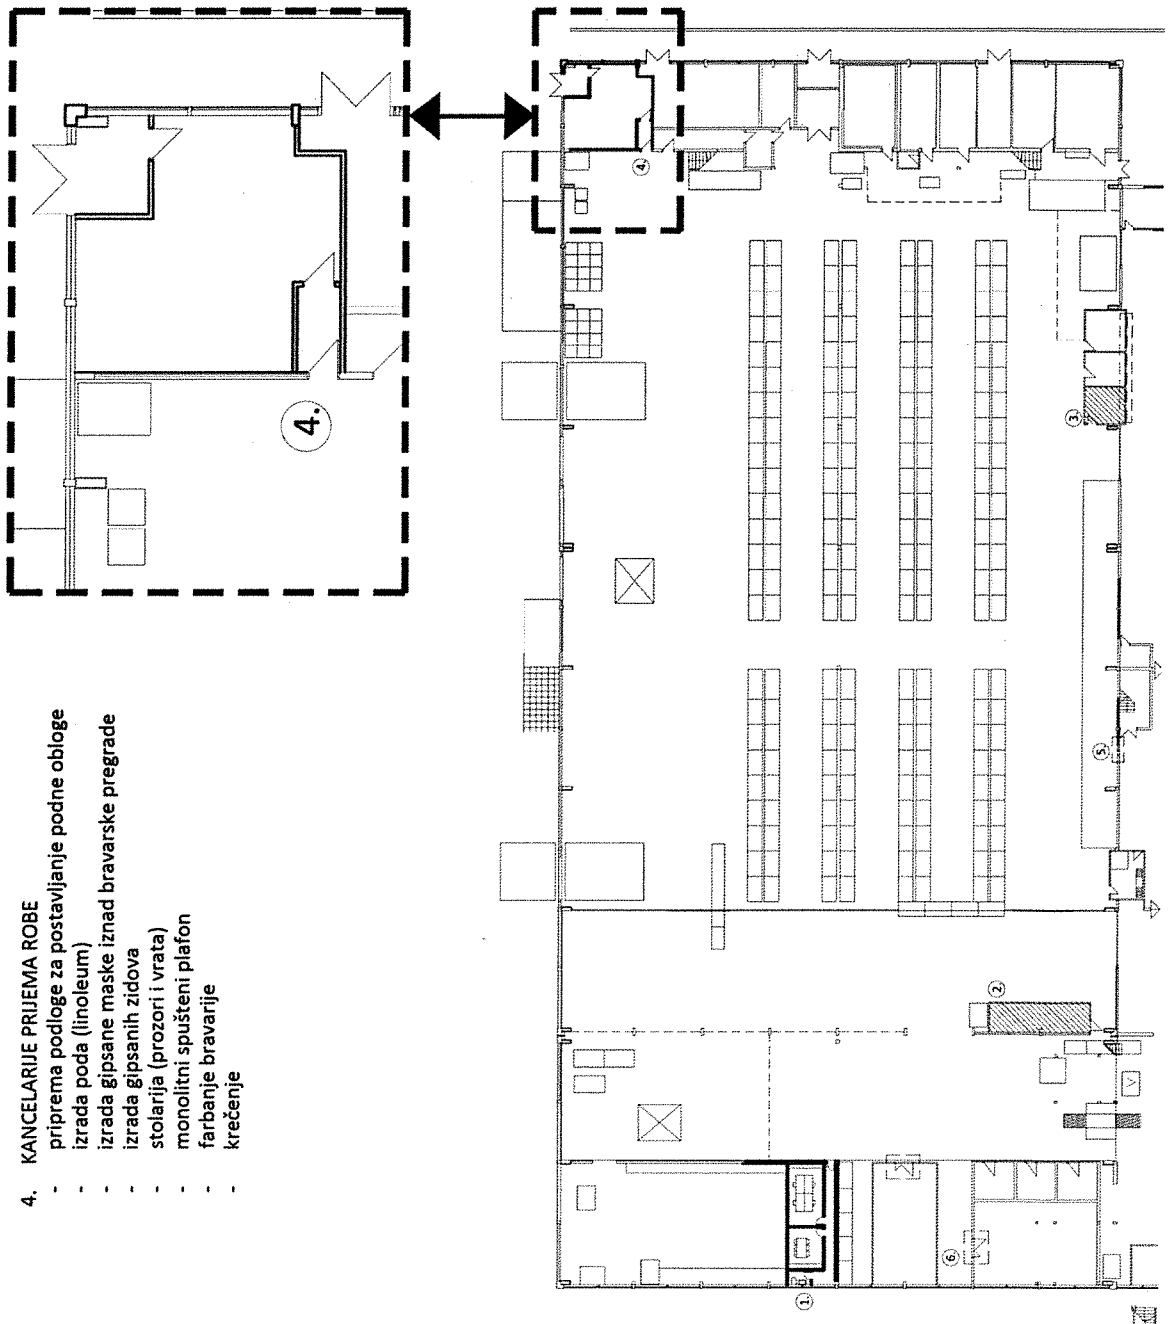 4. KANCELARIJE PRIJEMA ROBE
- priprema podloge za postavljanje podne obloge
- izrada poda (linoleum)
- izrada gipsane maske iznad bravarske pregrade
- izrada gipsanih zidova
- stolarija (prozori i vrata)
- monolitni spušteni plafon
- farbanje bravarije
- krečenje
4.
4.
3.
5.
2.
6.
1.